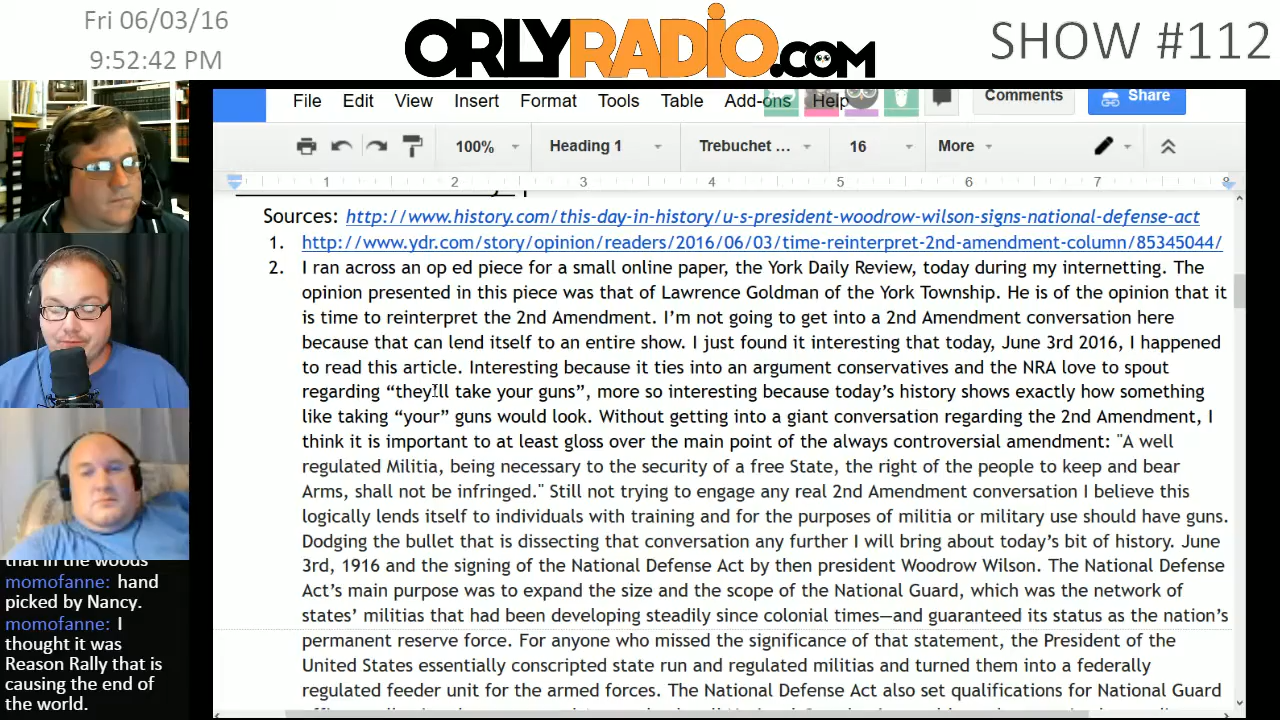 Fri 06/03/16
9:52:42 PM
ORLYRADIO.COM
SHOW #112
File Edit View Insert Format Tools Table Add-ons Help
Comments
Share
100% Heading 1 Trebuchet ... 16 More
1 2 3 4 5 6 7 8
Sources: http://www.history.com/this-day-in-history/u-s-president-woodrow-wilson-signs-national-defense-act
1. http://www.ydr.com/story/opinion/readers/2016/06/03/time-reinterpret-2nd-amendment-column/85345044/
2. I ran across an op ed piece for a small online paper, the York Daily Review, today during my internetting. The
opinion presented in this piece was that of Lawrence Goldman of the York Township. He is of the opinion that it
is time to reinterpret the 2nd Amendment. I’m not going to get into a 2nd Amendment conversation here
because that can lend itself to an entire show. I just found it interesting that today, June 3rd 2016, I happened
to read this article. Interesting because it ties into an argument conservatives and the NRA love to spout
regarding “they’ll take your guns”, more so interesting because today’s history shows exactly how something
like taking “your” guns would look. Without getting into a giant conversation regarding the 2nd Amendment, I
think it is important to at least gloss over the main point of the always controversial amendment: "A well
regulated Militia, being necessary to the security of a free State, the right of the people to keep and bear
Arms, shall not be infringed." Still not trying to engage any real 2nd Amendment conversation I believe this
logically lends itself to individuals with training and for the purposes of militia or military use should have guns.
Dodging the bullet that is dissecting that conversation any further I will bring about today’s bit of history. June
3rd, 1916 and the signing of the National Defense Act by then president Woodrow Wilson. The National Defense
Act’s main purpose was to expand the size and the scope of the National Guard, which was the network of
states’ militias that had been developing steadily since colonial times—and guaranteed its status as the nation’s
permanent reserve force. For anyone who missed the significance of that statement, the President of the
United States essentially conscripted state run and regulated militias and turned them into a federally
regulated feeder unit for the armed forces. The National Defense Act also set qualifications for National Guard
that in the woods
momofanne: hand
picked by Nancy.
momofanne: I
thought it was
Reason Rally that is
causing the end of
the world.